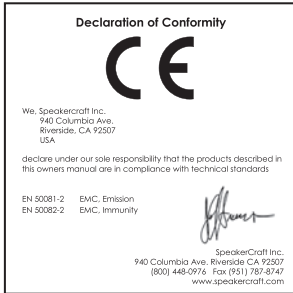 Declaration of Conformity
CE
We, Speakercraft Inc.
940 Columbia Ave.
Riverside, CA 92507
USA
declare under our sole responsibility that the products described in
this owners manual are in compliance with technical standards
EN 50081-2 EMC, Emission
EN 50082-2 EMC, Immunity
SpeakerCraft Inc.
940 Columbia Ave. Riverside CA 92507
(800) 448-0976 Fax (951) 787-8747
www.speakercraft.com